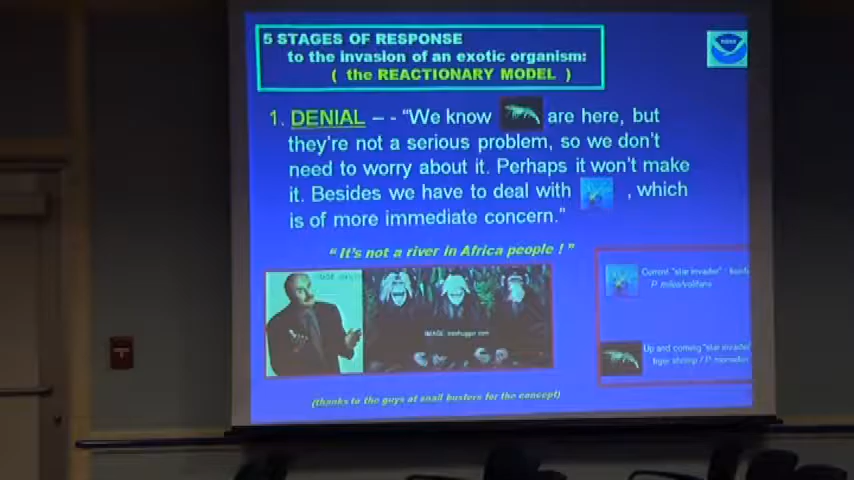 5 STAGES OF RESPONSE
to the invasion of an exotic organism:
( the REACTIONARY MODEL )
1. DENIAL – - “We know are here, but
they're not a serious problem, so we don't
need to worry about it. Perhaps it won't make
it. Besides we have to deal with , which
is of more immediate concern.”
“ It's not a river in Africa people ! ”
IMAGE: treehugger.com
Current "star invader" -
P. miles/volitans
Up and coming "star invader"
tiger shrimp / P. monodon
(thanks to the guys at snail busters for the concept)